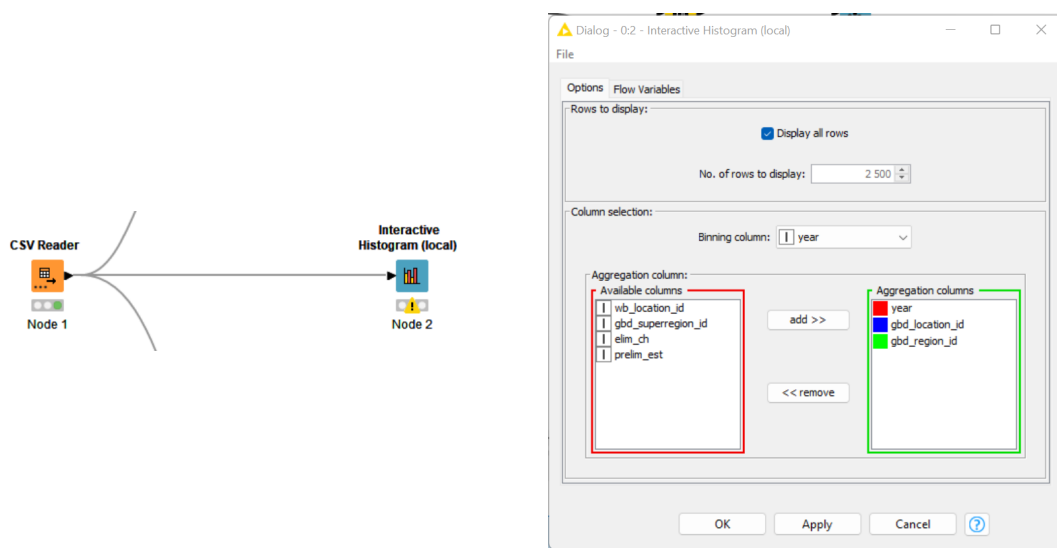 CSV Reader
Node 1
Interactive
Histogram (local)
Node 2
Dialog - 0:2 - Interactive Histogram (local)
File
Options Flow Variables
Rows to display:
Display all rows
No. of rows to display: 2 500
Column selection:
Binning column: I year
Aggregation column:
Available columns
I wb_location_id
I gbd_superregion_id
I elim_ch
I prelim_est
add >>
<< remove
Aggregation columns
year
gbd_location_id
gbd_region_id
OK Apply Cancel ?